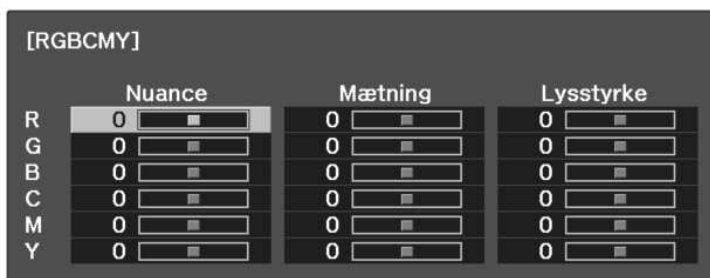 [RGBCMY]
Nuance Mætning Lysstyrke
R 0 0 0
G 0 0 0
B 0 0 0
C 0 0 0
M 0 0 0
Y 0 0 0